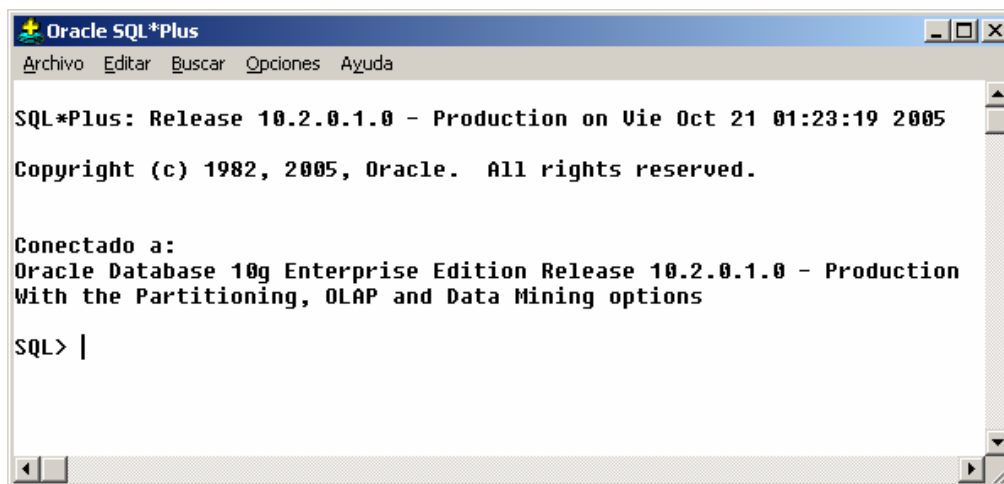 Oracle SQL*Plus
Archivo Editar Buscar Opciones Ayuda
SQL*Plus: Release 10.2.0.1.0 - Production on Vie Oct 21 01:23:19 2005
Copyright (c) 1982, 2005, Oracle.  All rights reserved.
Conectado a:
Oracle Database 10g Enterprise Edition Release 10.2.0.1.0 - Production
With the Partitioning, OLAP and Data Mining options
SQL>